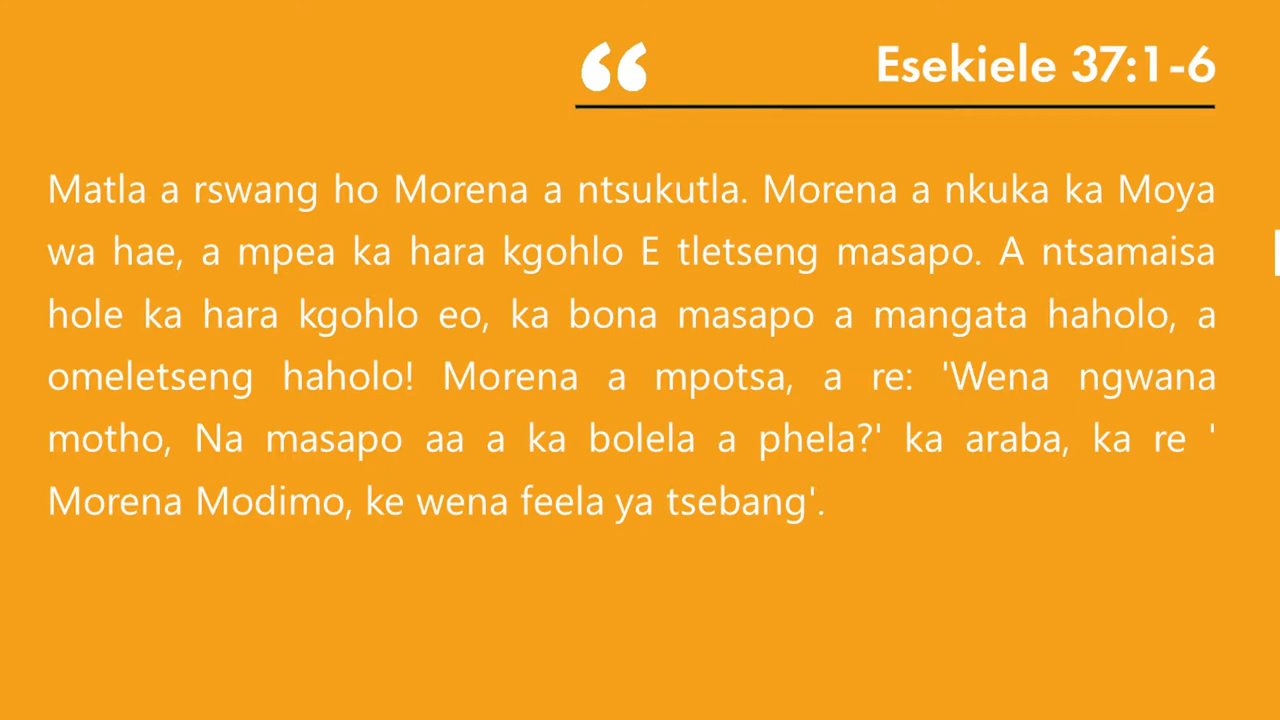 “
Esekiele 37:1-6
Matla a rswang ho Morena a ntsukutla. Morena a nkuka ka Moya
wa hae, a mpea ka hara kgohlo E tletseng masapo. A ntsamaisa
hole ka hara kgohlo eo, ka bona masapo a mangata haholo, a
omeletseng haholo! Morena a mpotsa, a re: 'Wena ngwana
motho, Na masapo aa a ka bolela a phela?' ka araba, ka re '
Morena Modimo, ke wena feela ya tsebang'.